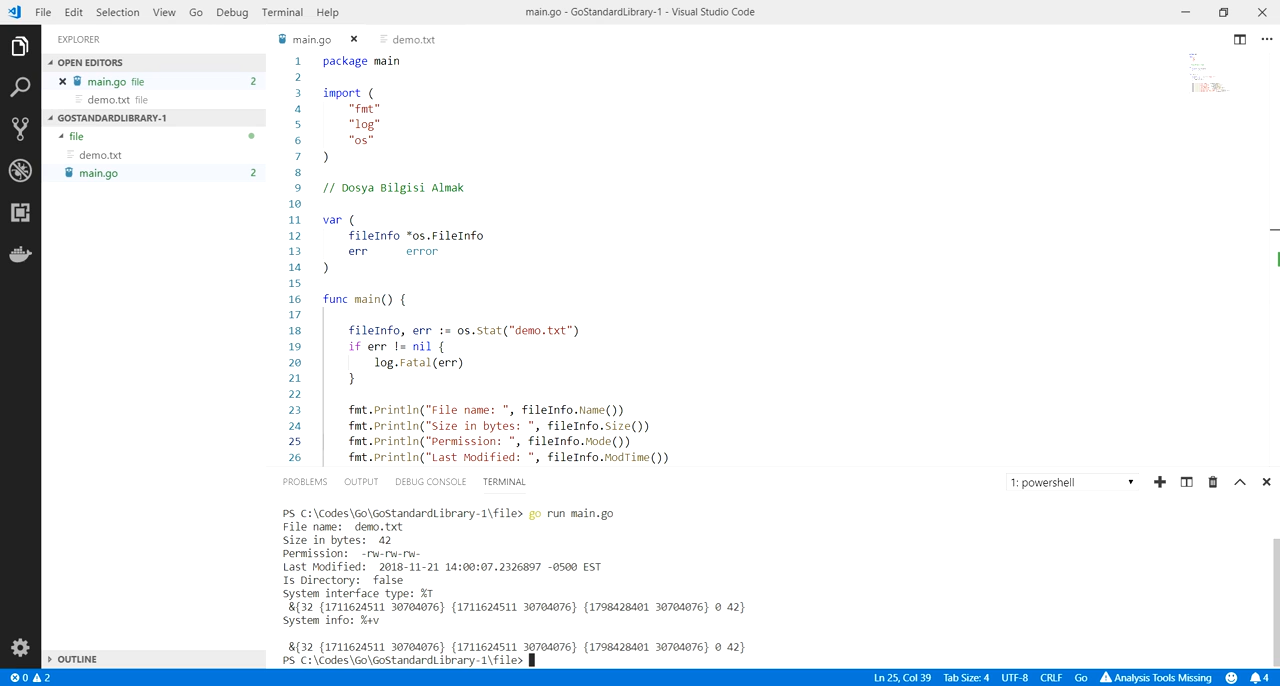 File Edit Selection View Go Debug Terminal Help main.go - GoStandardLibrary-1 - Visual Studio Code
EXPLORER
OPEN EDITORS
main.go file 2
demo.txt file
GOSTANDARDLIBRARY-1
file
demo.txt
main.go 2
OUTLINE
main.go demo.txt
1 package main
2
3 import (
4 "fmt"
5 "log"
6 "os"
7 )
8
9 // Dosya Bilgisi Almak
10
11 var (
12 fileInfo *os.FileInfo
13 err error
14 )
15
16 func main() {
17
18 fileInfo, err := os.Stat("demo.txt")
19 if err != nil {
20 log.Fatal(err)
21 }
22
23 fmt.Println("File name: ", fileInfo.Name())
24 fmt.Println("Size in bytes: ", fileInfo.Size())
25 fmt.Println("Permission: ", fileInfo.Mode())
26 fmt.Println("Last Modified: ", fileInfo.ModTime())
PROBLEMS OUTPUT DEBUG CONSOLE TERMINAL 1: powershell
PS C:\Codes\Go\GoStandardLibrary-1\file> go run main.go
File name:  demo.txt
Size in bytes:  42
Permission:  -rw-rw-rw-
Last Modified:  2018-11-21 14:00:07.2326897 -0500 EST
Is Directory:  false
System interface type: %T
&{32 {1711624511 30704076} {1711624511 30704076} {1798428401 30704076} 0 42}
System info: %+v
&{32 {1711624511 30704076} {1711624511 30704076} {1798428401 30704076} 0 42}
PS C:\Codes\Go\GoStandardLibrary-1\file>
0 2 Ln 25, Col 39 Tab Size: 4 UTF-8 CRLF Go Analysis Tools Missing 4